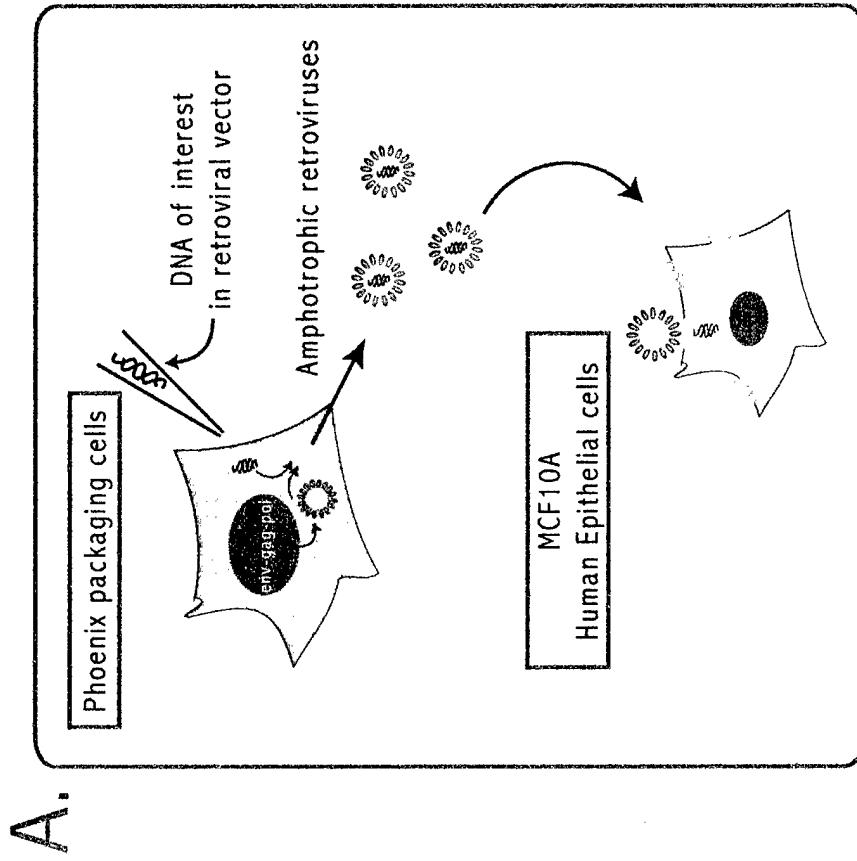 A.
Phoenix packaging cells
DNA of interest
in retroviral vector
env-gag-pol
Amphotrophic retroviruses
MCF10A
Human Epithelial cells